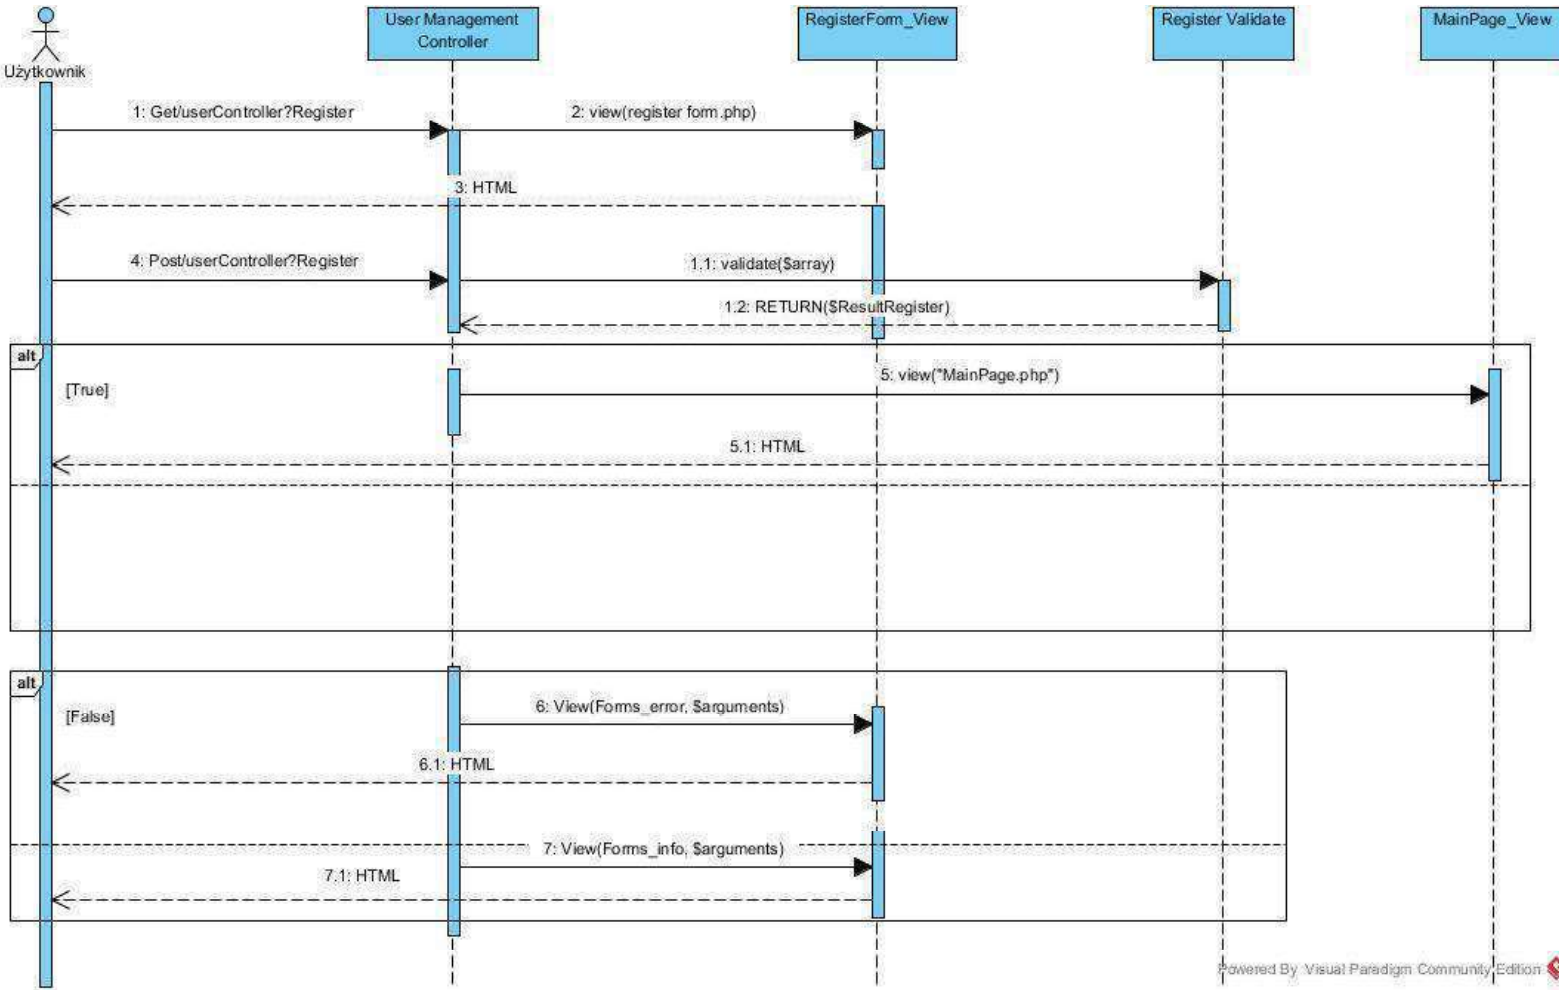 Użytkownik
User Management
Controller
RegisterForm_View
Register Validate
MainPage_View
1: Get/userController?Register
2: view(register form.php)
3: HTML
4: Post/userController?Register
1.1: validate($array)
1.2: RETURN($ResultRegister)
alt
[True]
5: view("MainPage.php")
5.1: HTML
alt
[False]
6: View(Forms_error, $arguments)
6.1: HTML
7: View(Forms_info, $arguments)
7.1: HTML
Powered By Visual Paradigm Community Edition